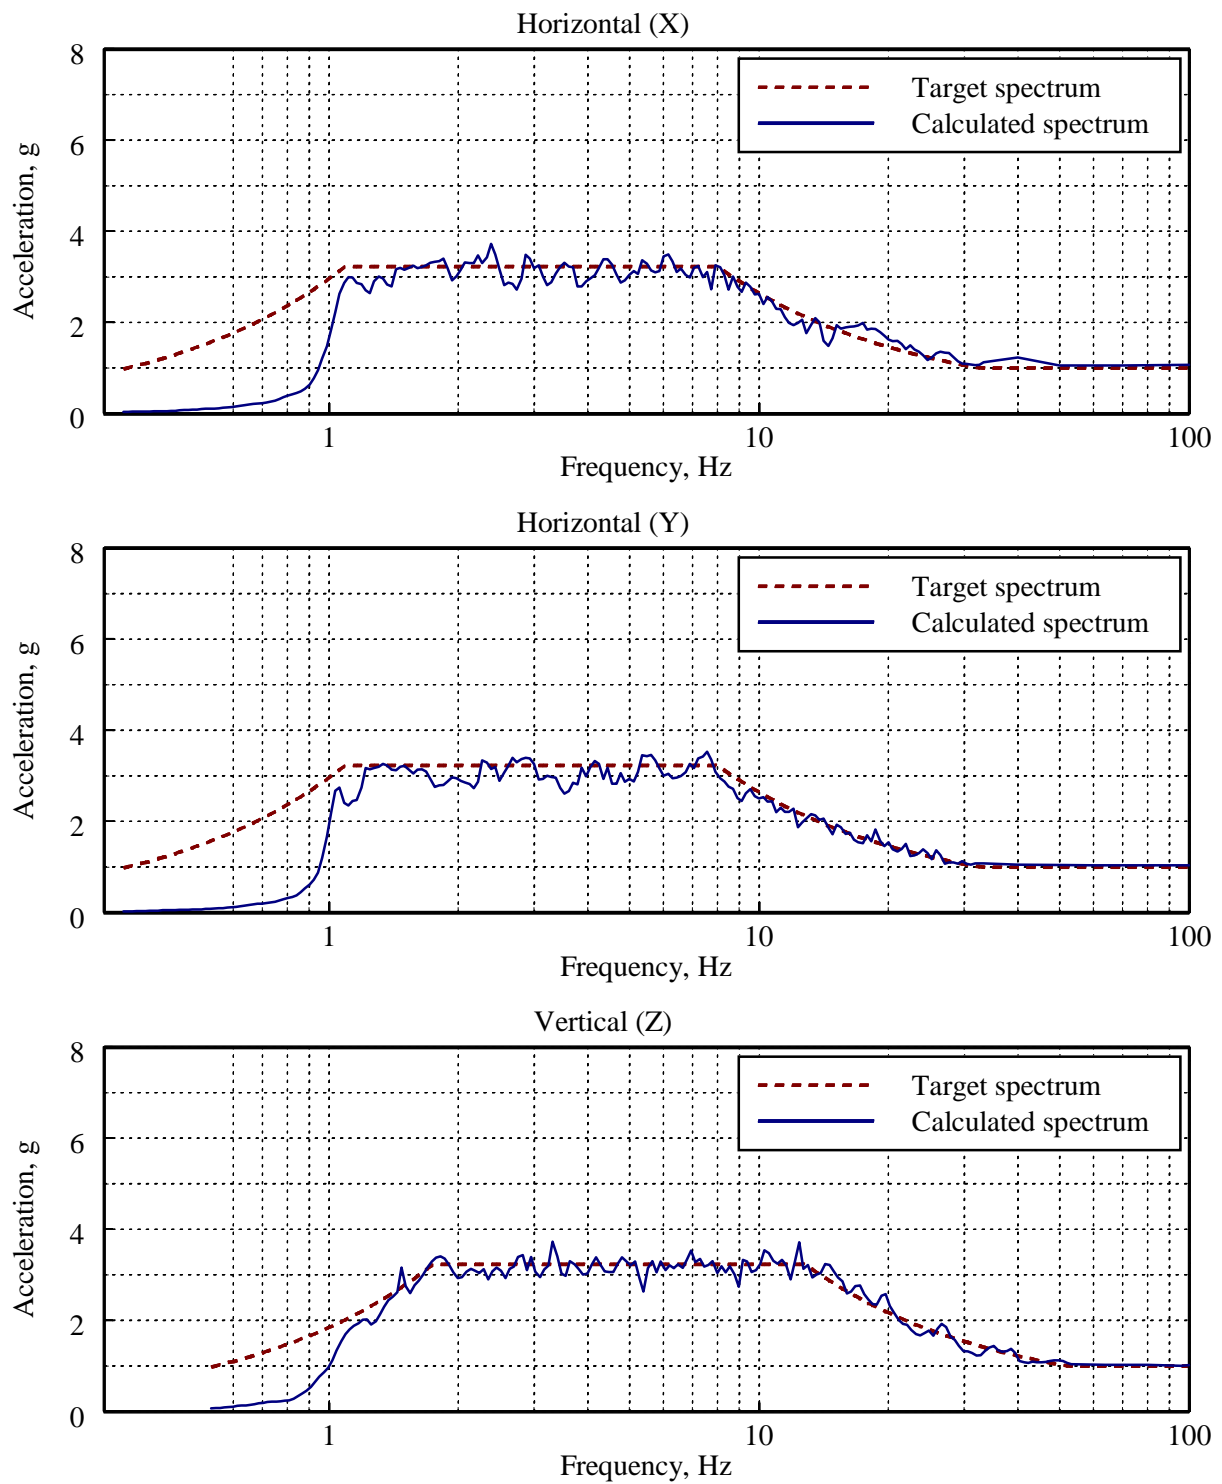 Horizontal (X)
8
6
4
2
0
Acceleration, g
Target spectrum
Calculated spectrum
1
10
100
Frequency, Hz
Horizontal (Y)
8
6
4
2
0
Acceleration, g
Target spectrum
Calculated spectrum
1
10
100
Frequency, Hz
Vertical (Z)
8
6
4
2
0
Acceleration, g
Target spectrum
Calculated spectrum
1
10
100
Frequency, Hz